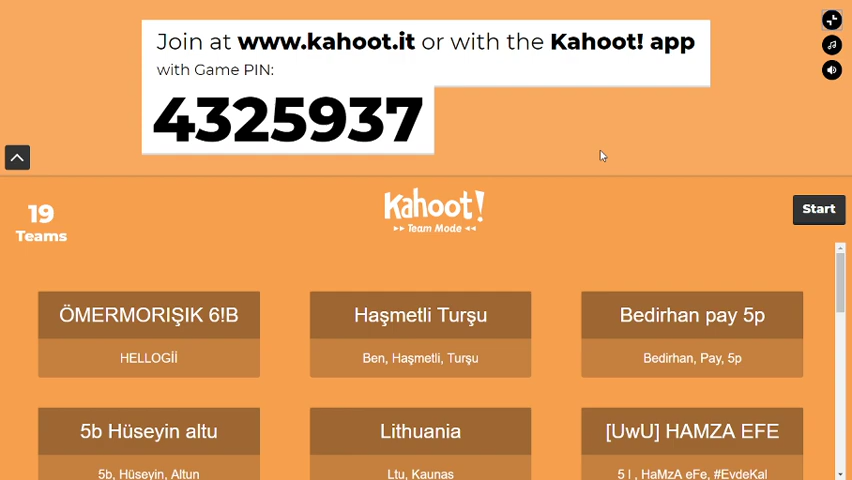 Join at www.kahoot.it or with the Kahoot! app
with Game PIN:
4325937
19
Teams
Kahoot!
Team Mode
Start
ÖMERMORIŞIK 6!B
HELLOGİİ
Haşmetli Turşu
Ben, Haşmetli, Turşu
Bedirhan pay 5p
Bedirhan, Pay, 5p
5b Hüseyin altu
5b, Hüseyin, Altun
Lithuania
Ltu, Kaunas
[UwU] HAMZA EFE
5 I , HaMzA eFe, #EvdeKal